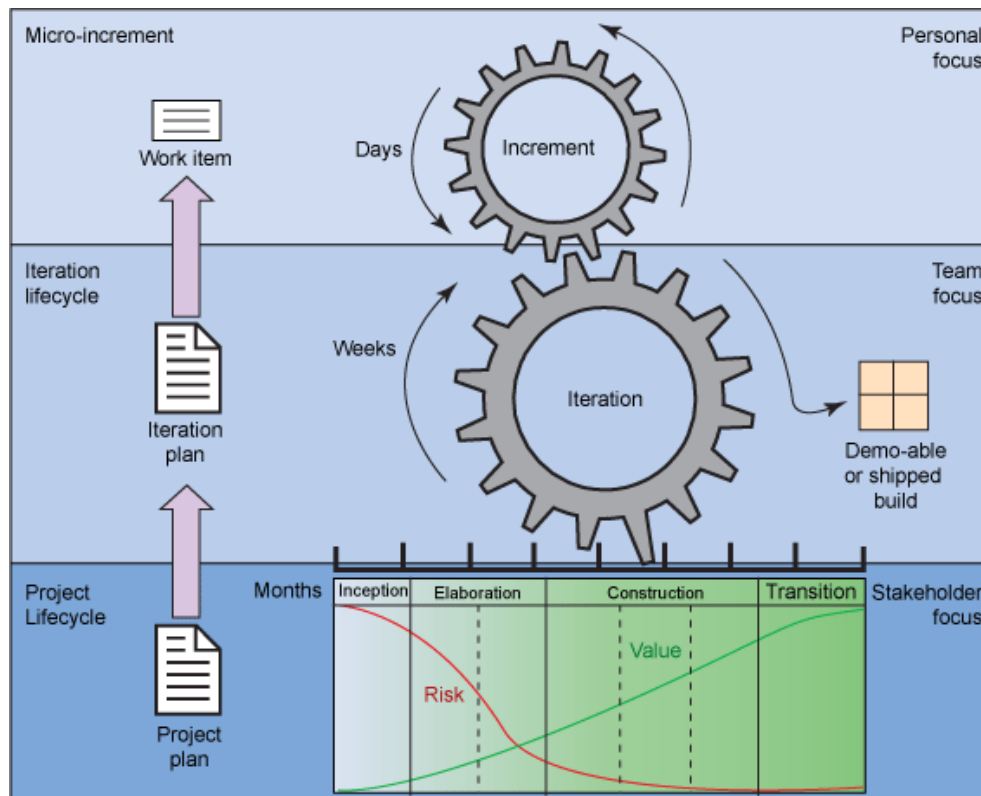 Micro-increment
Personal
focus
Work item
Days
Increment
Iteration
lifecycle
Team
focus
Weeks
Iteration
Iteration
plan
Demo-able
or shipped
build
Project
Lifecycle
Months
Inception
Elaboration
Construction
Transition
Stakeholder
focus
Value
Risk
Project
plan